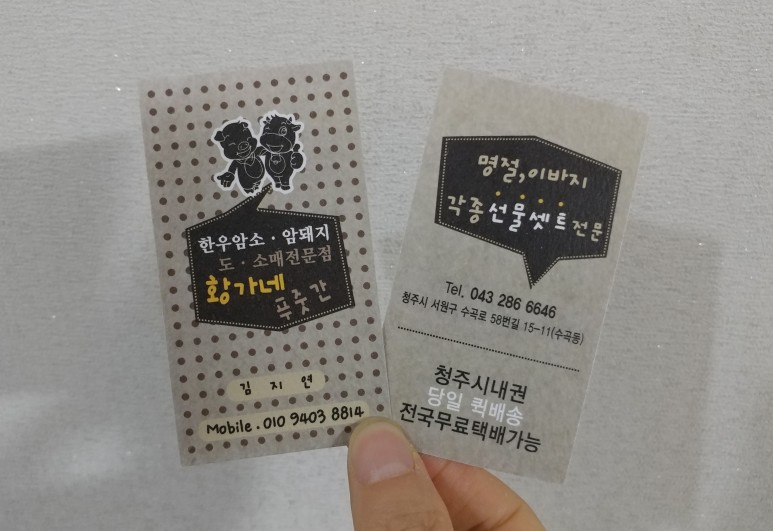 한우암소 · 암돼지
도 · 소매전문점
황가네
푸줏간
김 지 연
Mobile . 010 9403 8814
명절, 이바지
각종 선물셋트 전문
Tel. 043 286 6646
청주시 서원구 수곡로 58번길 15-11(수곡동)
청주시내권
당일 퀵배송
전국무료택배가능